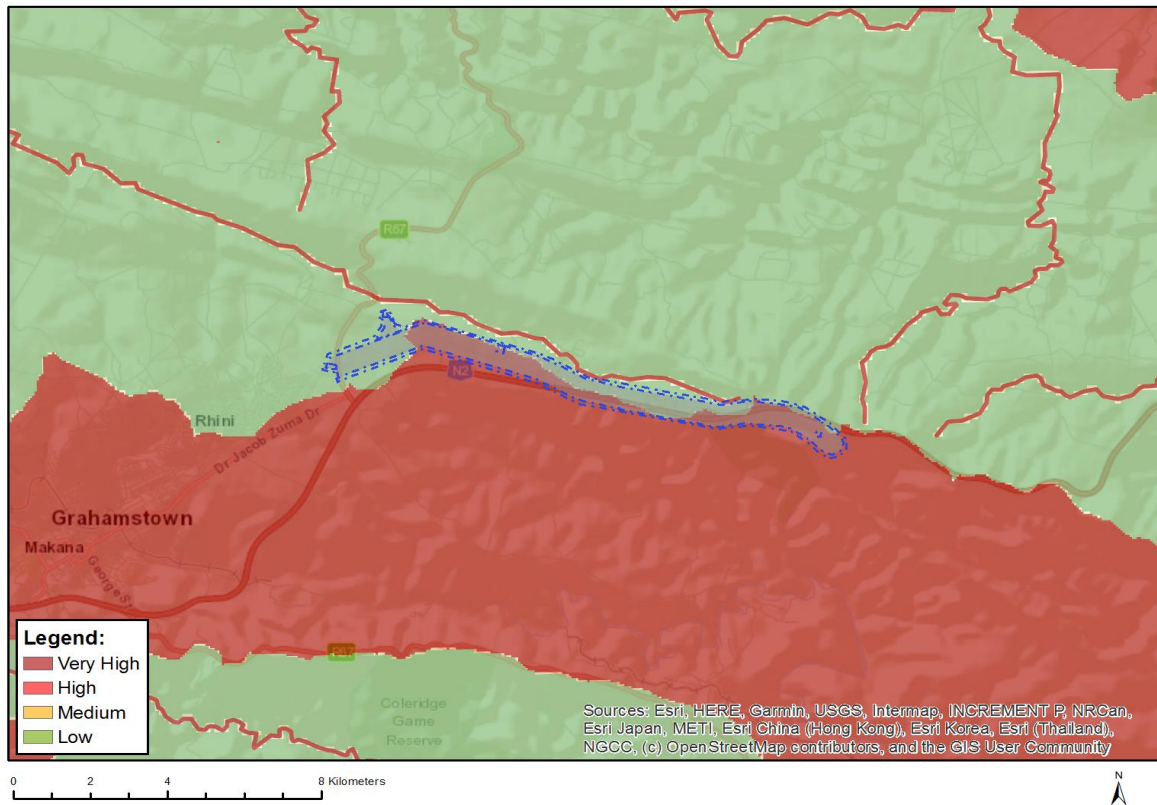 R67
N2
Rhini
Dr Jacob Zuma Dr
Grahamstown
Makana
George St
Legend:
Very High
High
Medium
Low
Coleridge
Game
Reserve
Sources: Esri, HERE, Garmin, USGS, Intermap, INCREMENT P, NRCan,
Esri Japan, METI, Esri China (Hong Kong), Esri Korea, Esri (Thailand),
NGCC, (c) OpenStreetMap contributors, and the GIS User Community
0 2 4 8 Kilometers
N